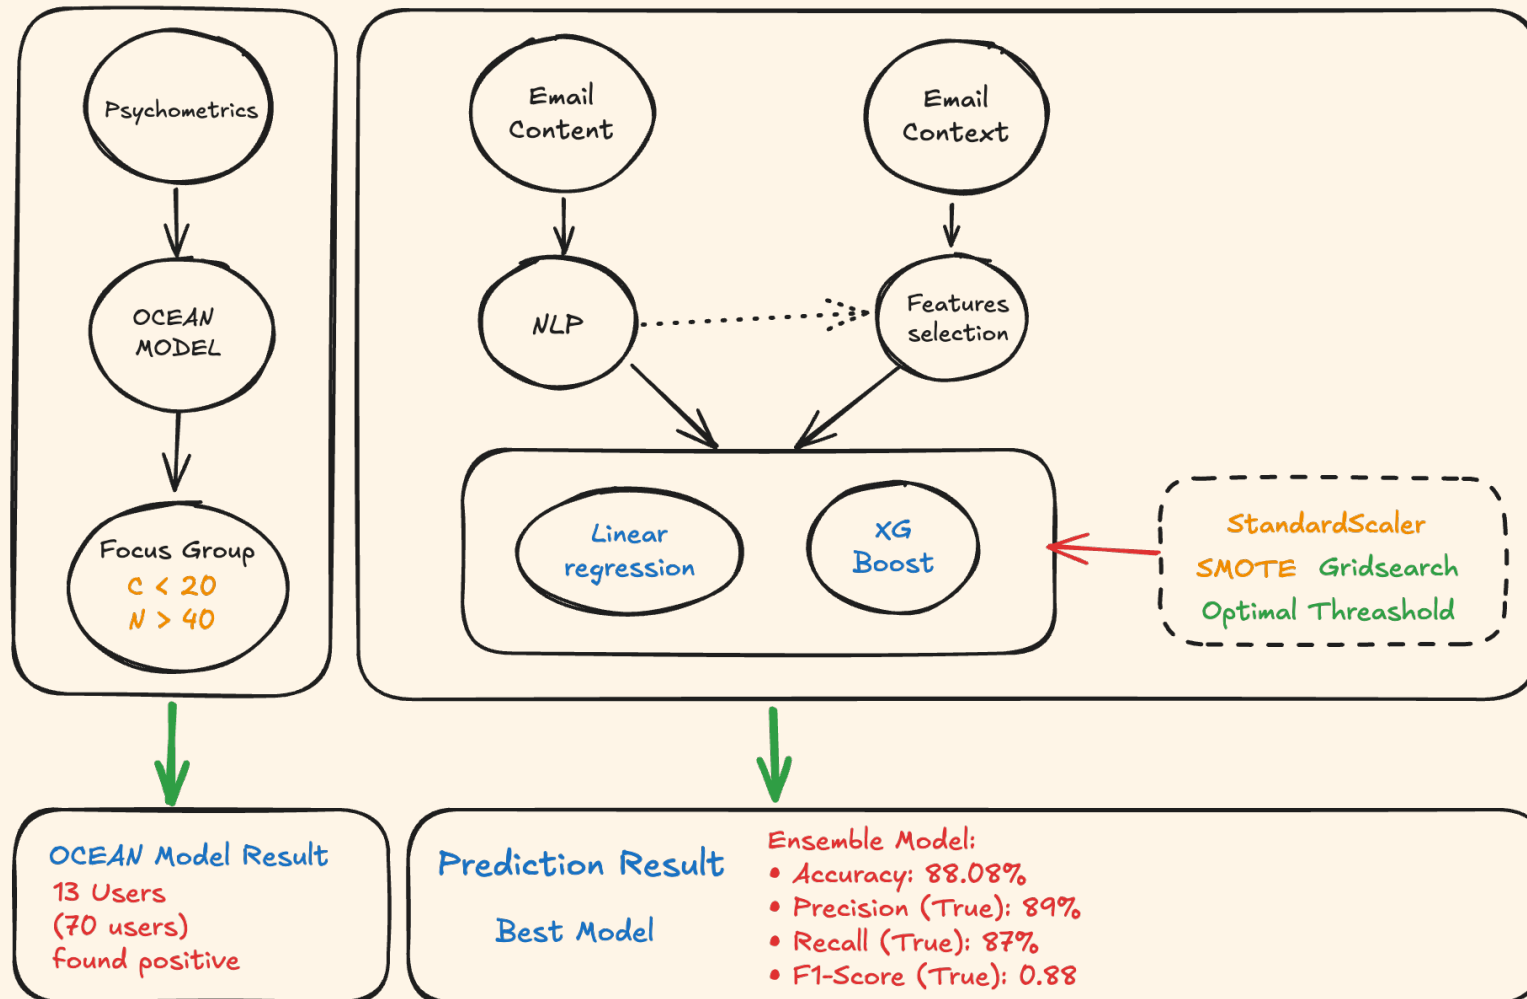 Psychometrics
OCEAN
MODEL
Focus Group
C < 20
N > 40
Email
Content
Email
Context
NLP
Features
selection
Linear
regression
XG
Boost
StandardScaler
SMOTE Gridsearch
Optimal Threashold
OCEAN Model Result
13 Users
(70 users)
found positive
Prediction Result
Best Model
Ensemble Model:
• Accuracy: 88.08%
• Precision (True): 89%
• Recall (True): 87%
• F1-Score (True): 0.88